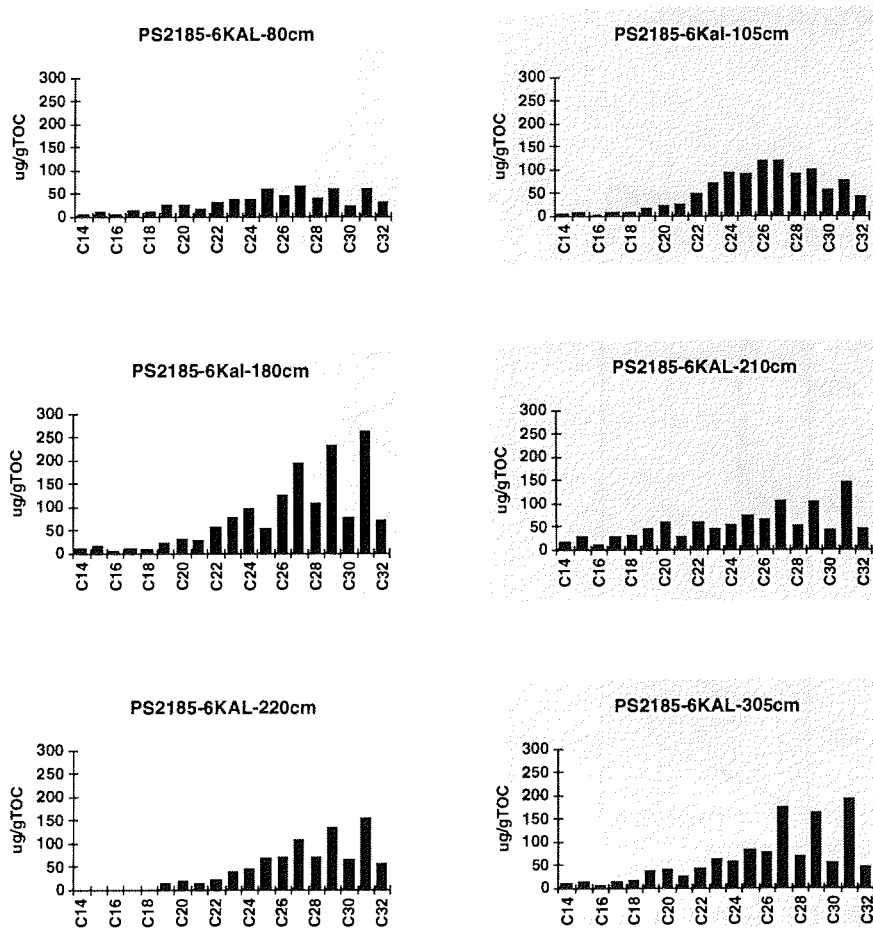 PS2185-6KAL-80cm
300
250
200
150
100
50
0
ug/gTOC
C14 C16 C18 C20 C22 C24 C26 C28 C30 C32
PS2185-6Kal-105cm
300
250
200
150
100
50
0
ug/gTOC
C14 C16 C18 C20 C22 C24 C26 C28 C30 C32
PS2185-6Kal-180cm
300
250
200
150
100
50
0
ug/gTOC
C14 C16 C18 C20 C22 C24 C26 C28 C30 C32
PS2185-6KAL-210cm
300
250
200
150
100
50
0
ug/gTOC
C14 C16 C18 C20 C22 C24 C26 C28 C30 C32
PS2185-6KAL-220cm
300
250
200
150
100
50
0
ug/gTOC
C14 C16 C18 C20 C22 C24 C26 C28 C30 C32
PS2185-6KAL-305cm
300
250
200
150
100
50
0
ug/gTOC
C14 C16 C18 C20 C22 C24 C26 C28 C30 C32